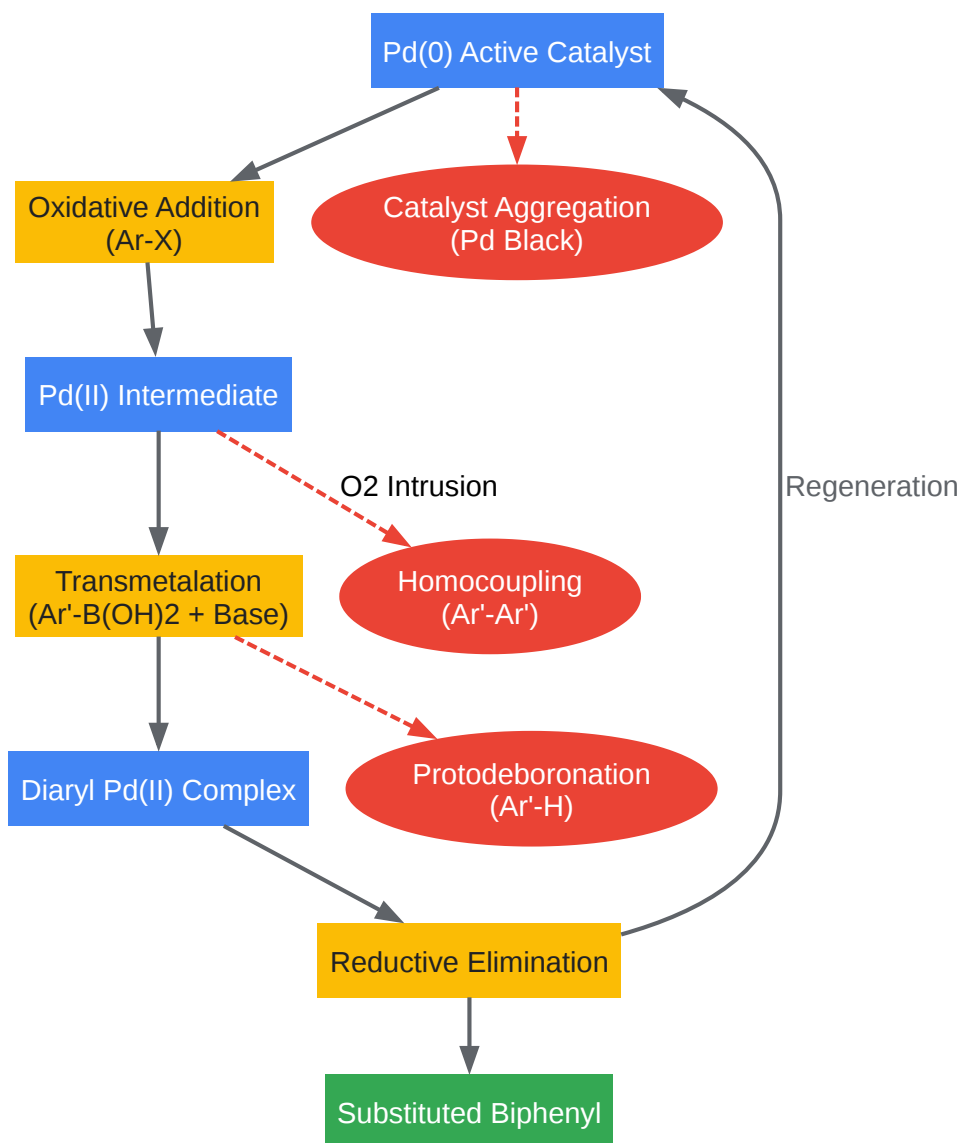 Pd(0) Active Catalyst
Oxidative Addition
(Ar-X)
Catalyst Aggregation
(Pd Black)
Pd(II) Intermediate
O2 Intrusion
Regeneration
Transmetalation
(Ar'-B(OH)2 + Base)
Homocoupling
(Ar'-Ar')
Diaryl Pd(II) Complex
Protodeboronation
(Ar'-H)
Reductive Elimination
Substituted Biphenyl